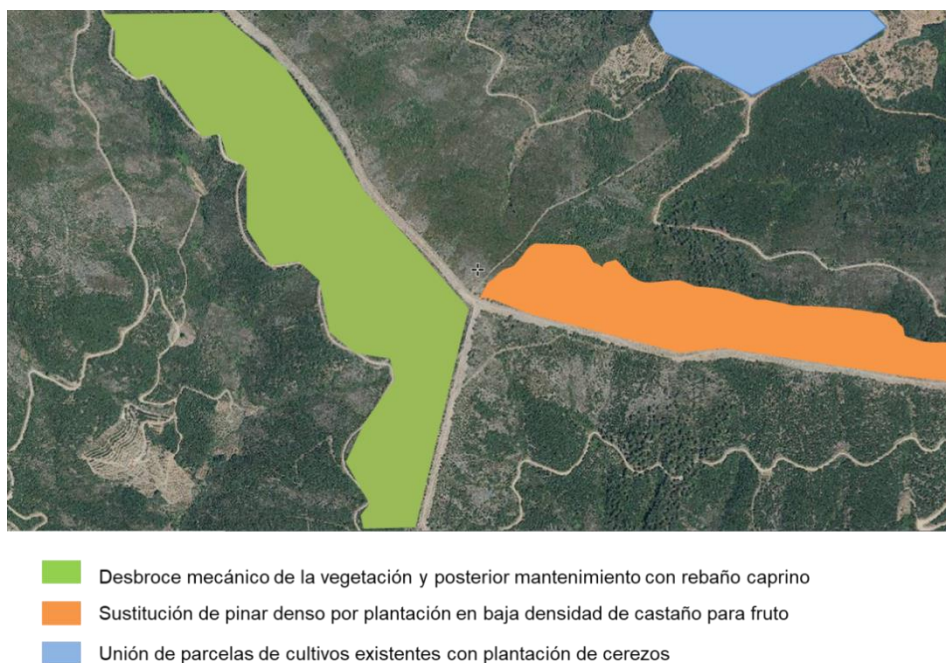 Desbroce mecánico de la vegetación y posterior mantenimiento con rebaño caprino
Sustitución de pinar denso por plantación en baja densidad de castaño para fruto
Unión de parcelas de cultivos existentes con plantación de cerezos